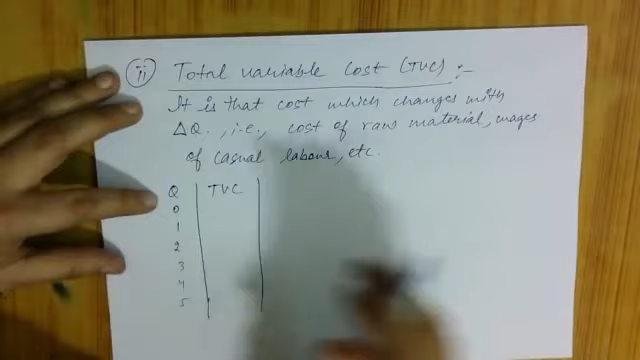 ii Total variable cost (TVC) :-
It is that cost which changes with
ΔQ., i.e., cost of raw material, wages
of casual labour, etc.
Q TVC
0
1
2
3
4
5